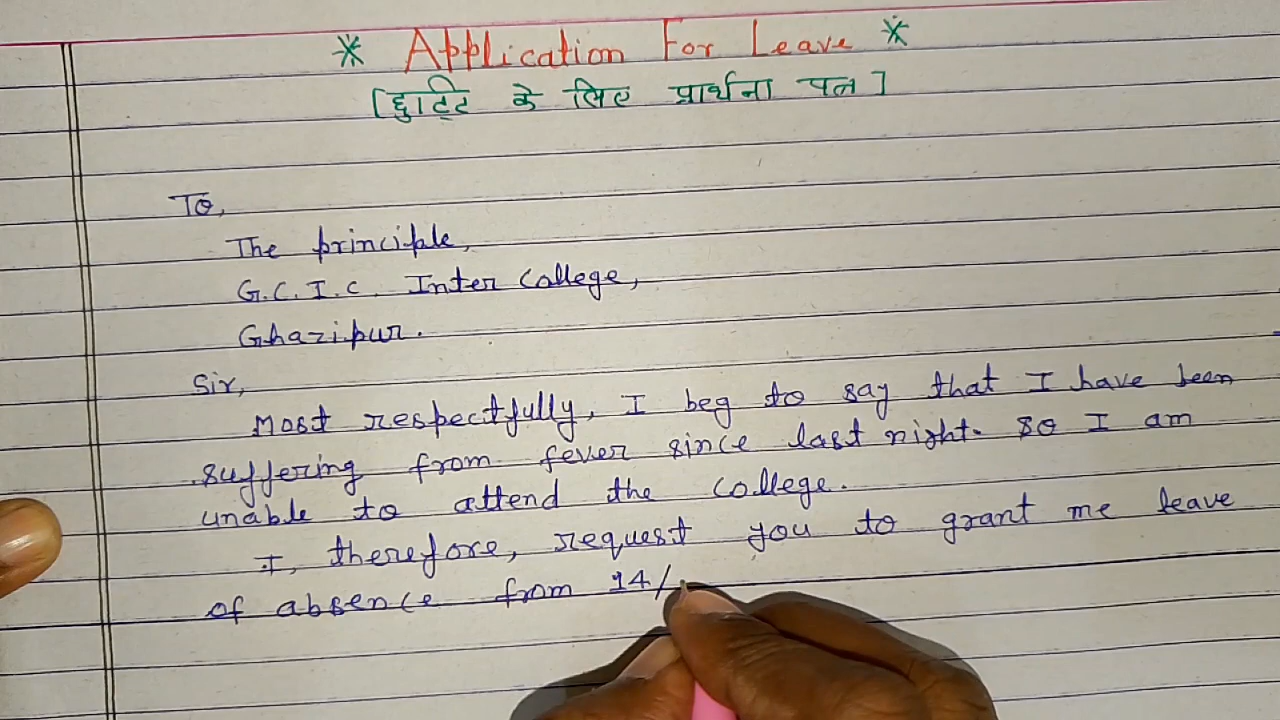 * Application For Leave *
[छुट्टि के लिए प्रार्थना पत्र]
To,
The principle,
G.C.I.C. Inter College,
Ghazipur.
Sir,
Most respectfully, I beg to say that I have been
suffering from fever since last night. So I am
unable to attend the college.
I, therefore, request you to grant me leave
of absence from 14/